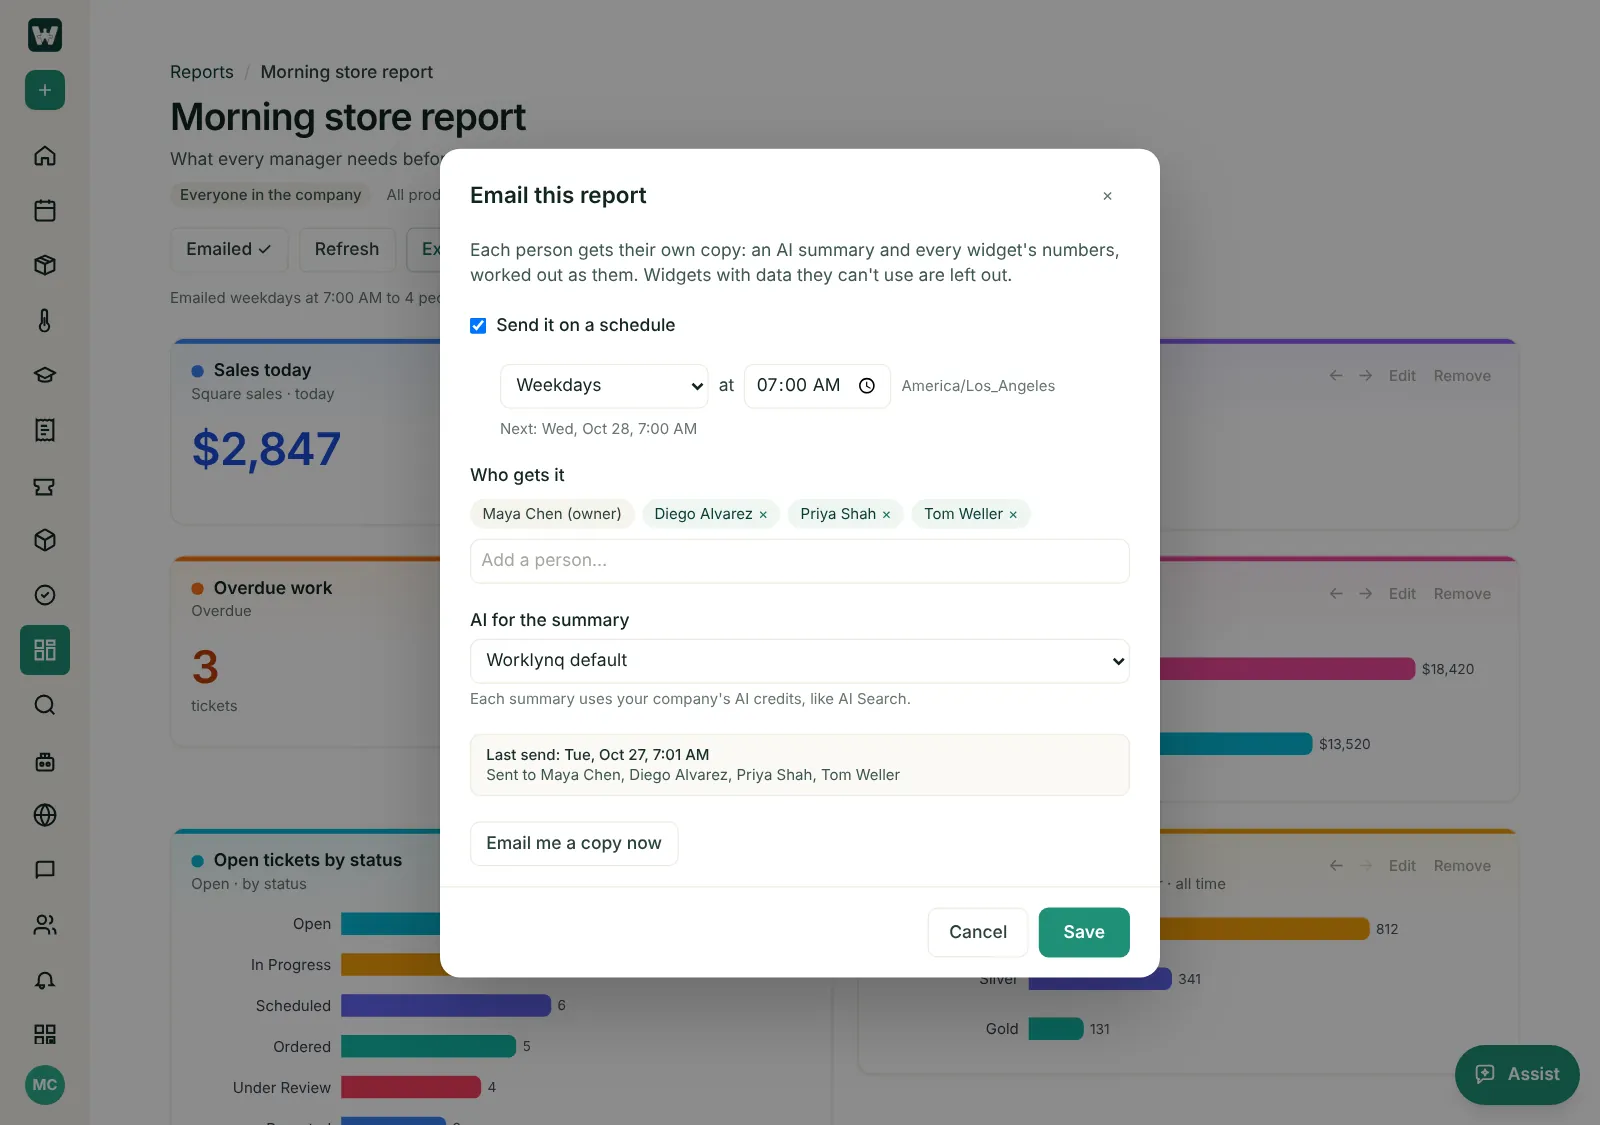 W
+
Reports / Morning store report
Morning store report
What every manager needs befor
Everyone in the company
All prod
Emailed ✓
Refresh
Ex
Emailed weekdays at 7:00 AM to 4 peo
Sales today
Square sales · today
$2,847
← → Edit Remove
Overdue work
Overdue
3
tickets
← → Edit Remove
$18,420
$13,520
Open tickets by status
Open · by status
Open
In Progress
Scheduled 6
Ordered 5
Under Review 4
← → Edit Remove
· all time
812
Silver 341
Gold 131
MC
Assist
Email this report
×
Each person gets their own copy: an AI summary and every widget's numbers,
worked out as them. Widgets with data they can't use are left out.
Send it on a schedule
Weekdays at 07:00 AM America/Los_Angeles
Next: Wed, Oct 28, 7:00 AM
Who gets it
Maya Chen (owner) Diego Alvarez × Priya Shah × Tom Weller ×
Add a person...
AI for the summary
Worklynq default
Each summary uses your company's AI credits, like AI Search.
Last send: Tue, Oct 27, 7:01 AM
Sent to Maya Chen, Diego Alvarez, Priya Shah, Tom Weller
Email me a copy now
Cancel
Save